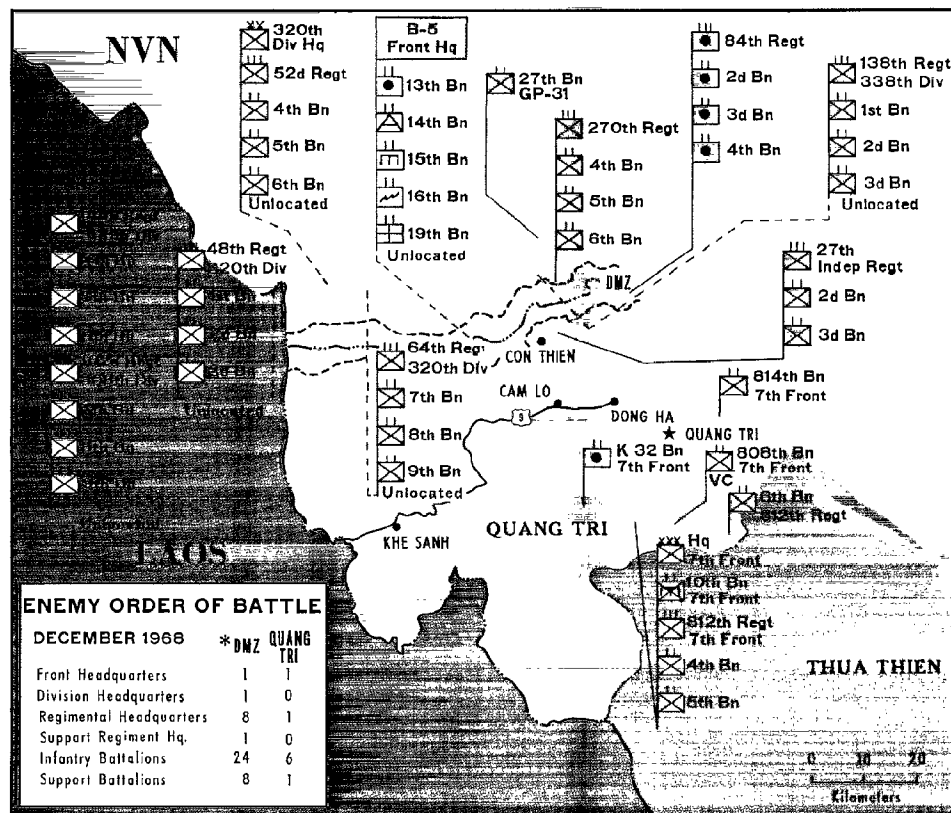 NVN
320th
Div Hq
52d Regt
4th Bn
5th Bn
6th Bn
Unlocated
B-5
Front Hq
13th Bn
14th Bn
15th Bn
16th Bn
19th Bn
Unlocated
27th Bn
GP-31
270th Regt
4th Bn
5th Bn
6th Bn
84th Regt
2d Bn
3d Bn
4th Bn
138th Regt
338th Div
1st Bn
2d Bn
3d Bn
Unlocated
48th Regt
320th Div
Unlocated
DMZ
27th
Indep Regt
2d Bn
3d Bn
64th Regt
320th Div
7th Bn
8th Bn
9th Bn
Unlocated
CON THIEN
CAM LO
9
DONG HA
QUANG TRI
814th Bn
7th Front
K 32 Bn
7th Front
808th Bn
7th Front
VC
6th Bn
812th Regt
KHE SANH
QUANG TRI
LAOS
Hq
7th Front
10th Bn
7th Front
812th Regt
7th Front
4th Bn
5th Bn
THUA THIEN
0 10 20
Kilometers
ENEMY ORDER OF BATTLE
DECEMBER 1968 *DMZ QUANG TRI
Front Headquarters 1 1
Division Headquarters 1 0
Regimental Headquarters 8 1
Support Regiment Hq. 1 0
Infantry Battalions 24 6
Support Battalions 8 1